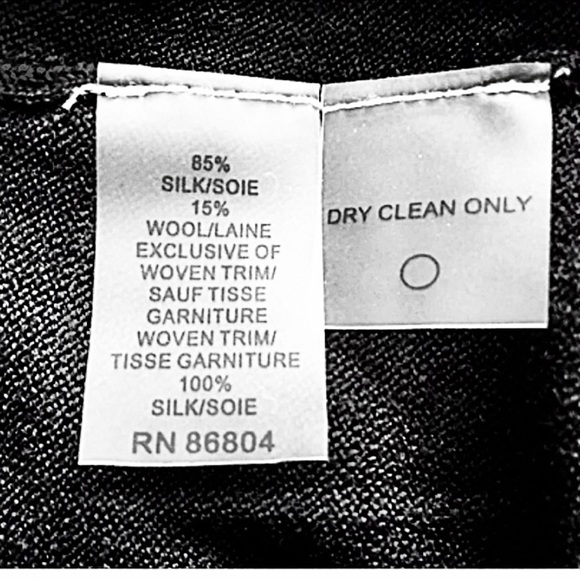 85%
SILK/SOIE
15%
WOOL/LAINE
EXCLUSIVE OF
WOVEN TRIM/
SAUF TISSE
GARNITURE
WOVEN TRIM/
TISSE GARNITURE
100%
SILK/SOIE
RN 86804
DRY CLEAN ONLY